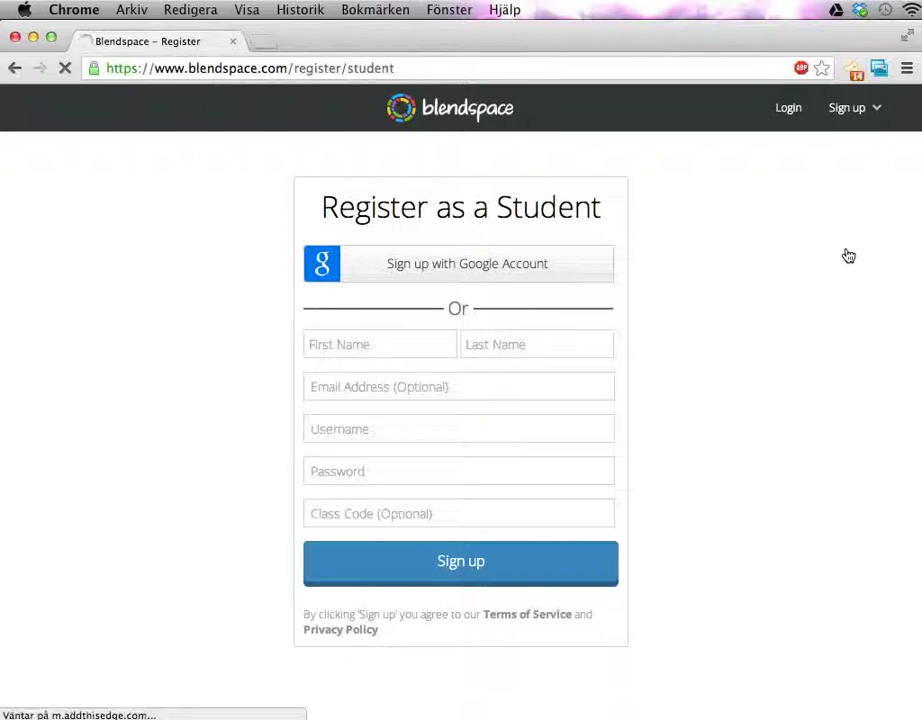 Chrome Arkiv Redigera Visa Historik Bokmärken Fönster Hjälp
Blendspace – Register
https://www.blendspace.com/register/student
ABP
14
blendspace
Login
Sign up
Register as a Student
g
Sign up with Google Account
Or
First Name
Last Name
Email Address (Optional)
Username
Password
Class Code (Optional)
Sign up
By clicking 'Sign up' you agree to our Terms of Service and
Privacy Policy
Väntar på m.addthisedge.com...